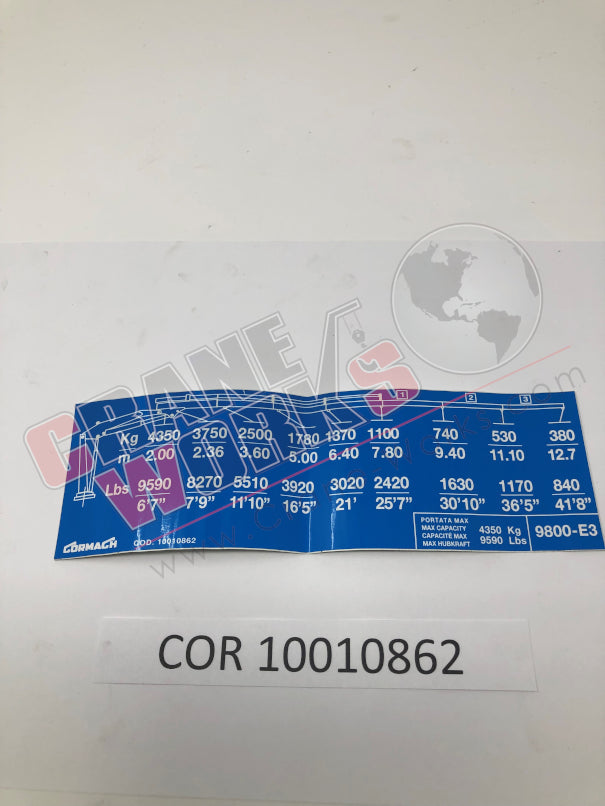 CRANE
WORKS
www.craneworks.com
1 2 3
Kg 4350 3750 2500 1780 1370 1100 740 530 380
m 2.00 2.36 3.60 5.00 6.40 7.80 9.40 11.10 12.7
Lbs 9590 8270 5510 3920 3020 2420 1630 1170 840
6'7" 7'9" 11'10" 16'5" 21' 25'7" 30'10" 36'5" 41'8"
CORMACH COD. 10010862
PORTATA MAX
MAX CAPACITY 4350 Kg
CAPACITÉ MAX
MAX HUBKRAFT 9590 Lbs
9800-E3
COR 10010862